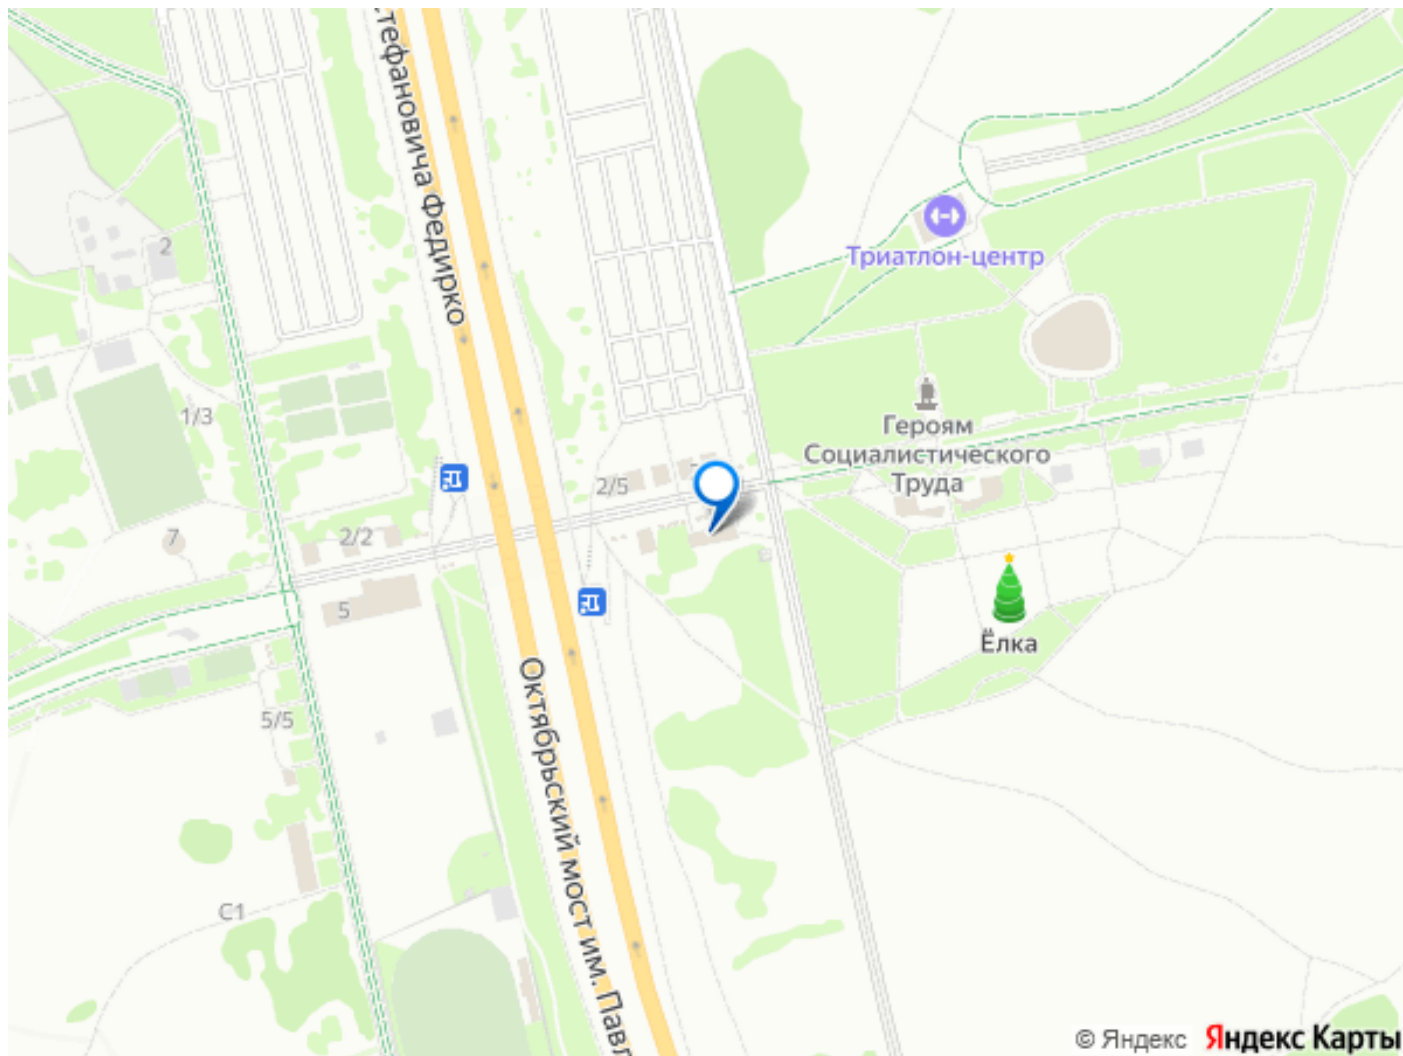 стефановича Федирко
2
Триатлон-центр
1/3
Героям
Социалистического
Труда
2/5
7
2/2
5
Ёлка
5/5
Октябрьский мост им. Павл
С1
© Яндекс
Яндекс Карты